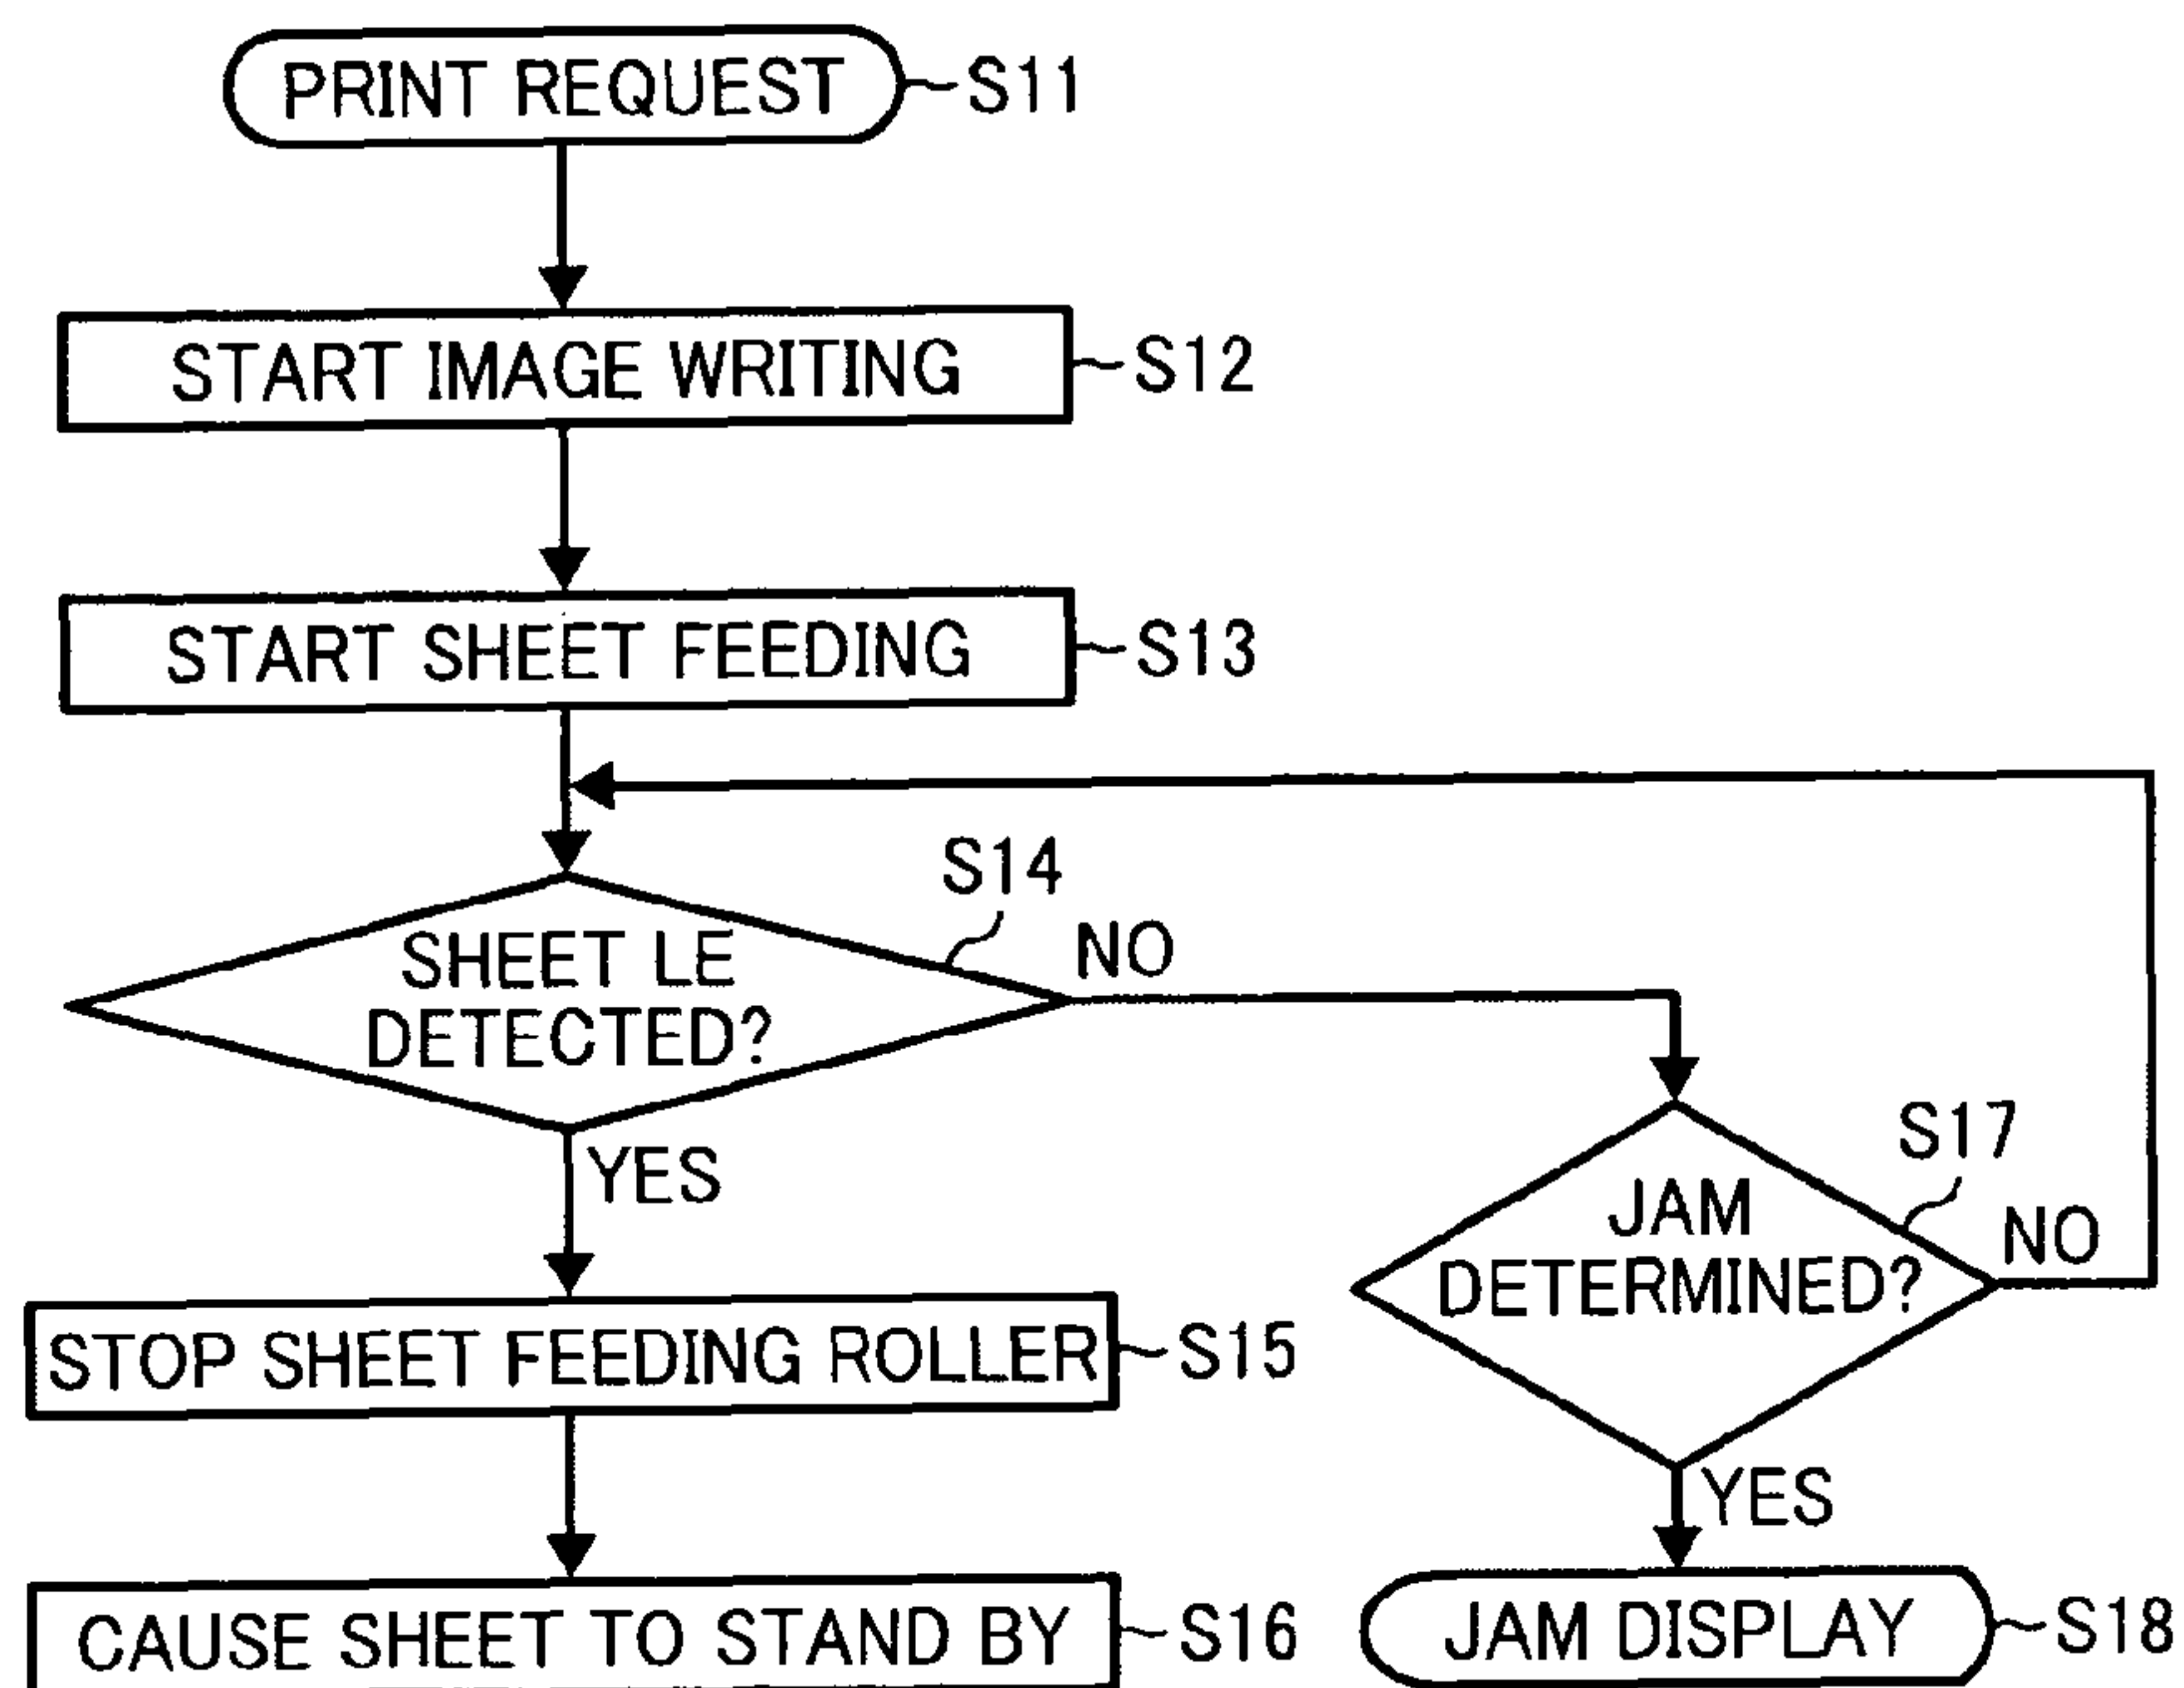 PRINT REQUEST S11
START IMAGE WRITING S12
START SHEET FEEDING S13
S14
SHEET LE
DETECTED?
NO
YES
S17
JAM
DETERMINED?
NO
YES
STOP SHEET FEEDING ROLLER S15
CAUSE SHEET TO STAND BY S16
JAM DISPLAY S18